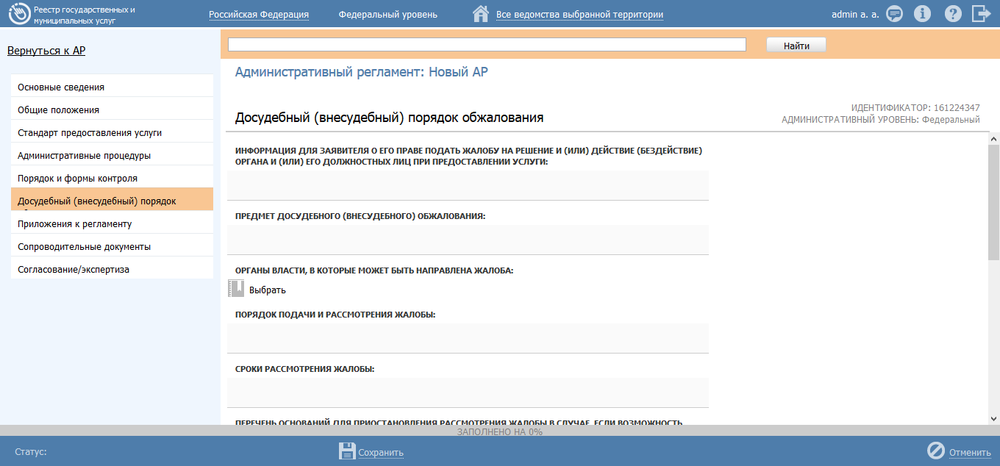 Реестр государственных и
муниципальных услуг
Российская Федерация
Федеральный уровень
Все ведомства выбранной территории
admin a. a.
Вернуться к АР
Найти
Основные сведения
Общие положения
Стандарт предоставления услуги
Административные процедуры
Порядок и формы контроля
Досудебный (внесудебный) порядок
Приложения к регламенту
Сопроводительные документы
Согласование/экспертиза
Административный регламент: Новый АР
Досудебный (внесудебный) порядок обжалования
ИДЕНТИФИКАТОР: 161224347
АДМИНИСТРАТИВНЫЙ УРОВЕНЬ: Федеральный
ИНФОРМАЦИЯ ДЛЯ ЗАЯВИТЕЛЯ О ЕГО ПРАВЕ ПОДАТЬ ЖАЛОБУ НА РЕШЕНИЕ И (ИЛИ) ДЕЙСТВИЕ (БЕЗДЕЙСТВИЕ)
ОРГАНА И (ИЛИ) ЕГО ДОЛЖНОСТНЫХ ЛИЦ ПРИ ПРЕДОСТАВЛЕНИИ УСЛУГИ:
ПРЕДМЕТ ДОСУДЕБНОГО (ВНЕСУДЕБНОГО) ОБЖАЛОВАНИЯ:
ОРГАНЫ ВЛАСТИ, В КОТОРЫЕ МОЖЕТ БЫТЬ НАПРАВЛЕНА ЖАЛОБА:
Выбрать
ПОРЯДОК ПОДАЧИ И РАССМОТРЕНИЯ ЖАЛОБЫ:
СРОКИ РАССМОТРЕНИЯ ЖАЛОБЫ:
ПЕРЕЧЕНЬ ОСНОВАНИЙ ДЛЯ ПРИОСТАНОВЛЕНИЯ РАССМОТРЕНИЯ ЖАЛОБЫ В СЛУЧАЕ, ЕСЛИ ВОЗМОЖНОСТЬ
ЗАПОЛНЕНО НА 0%
Статус:
Сохранить
Отменить